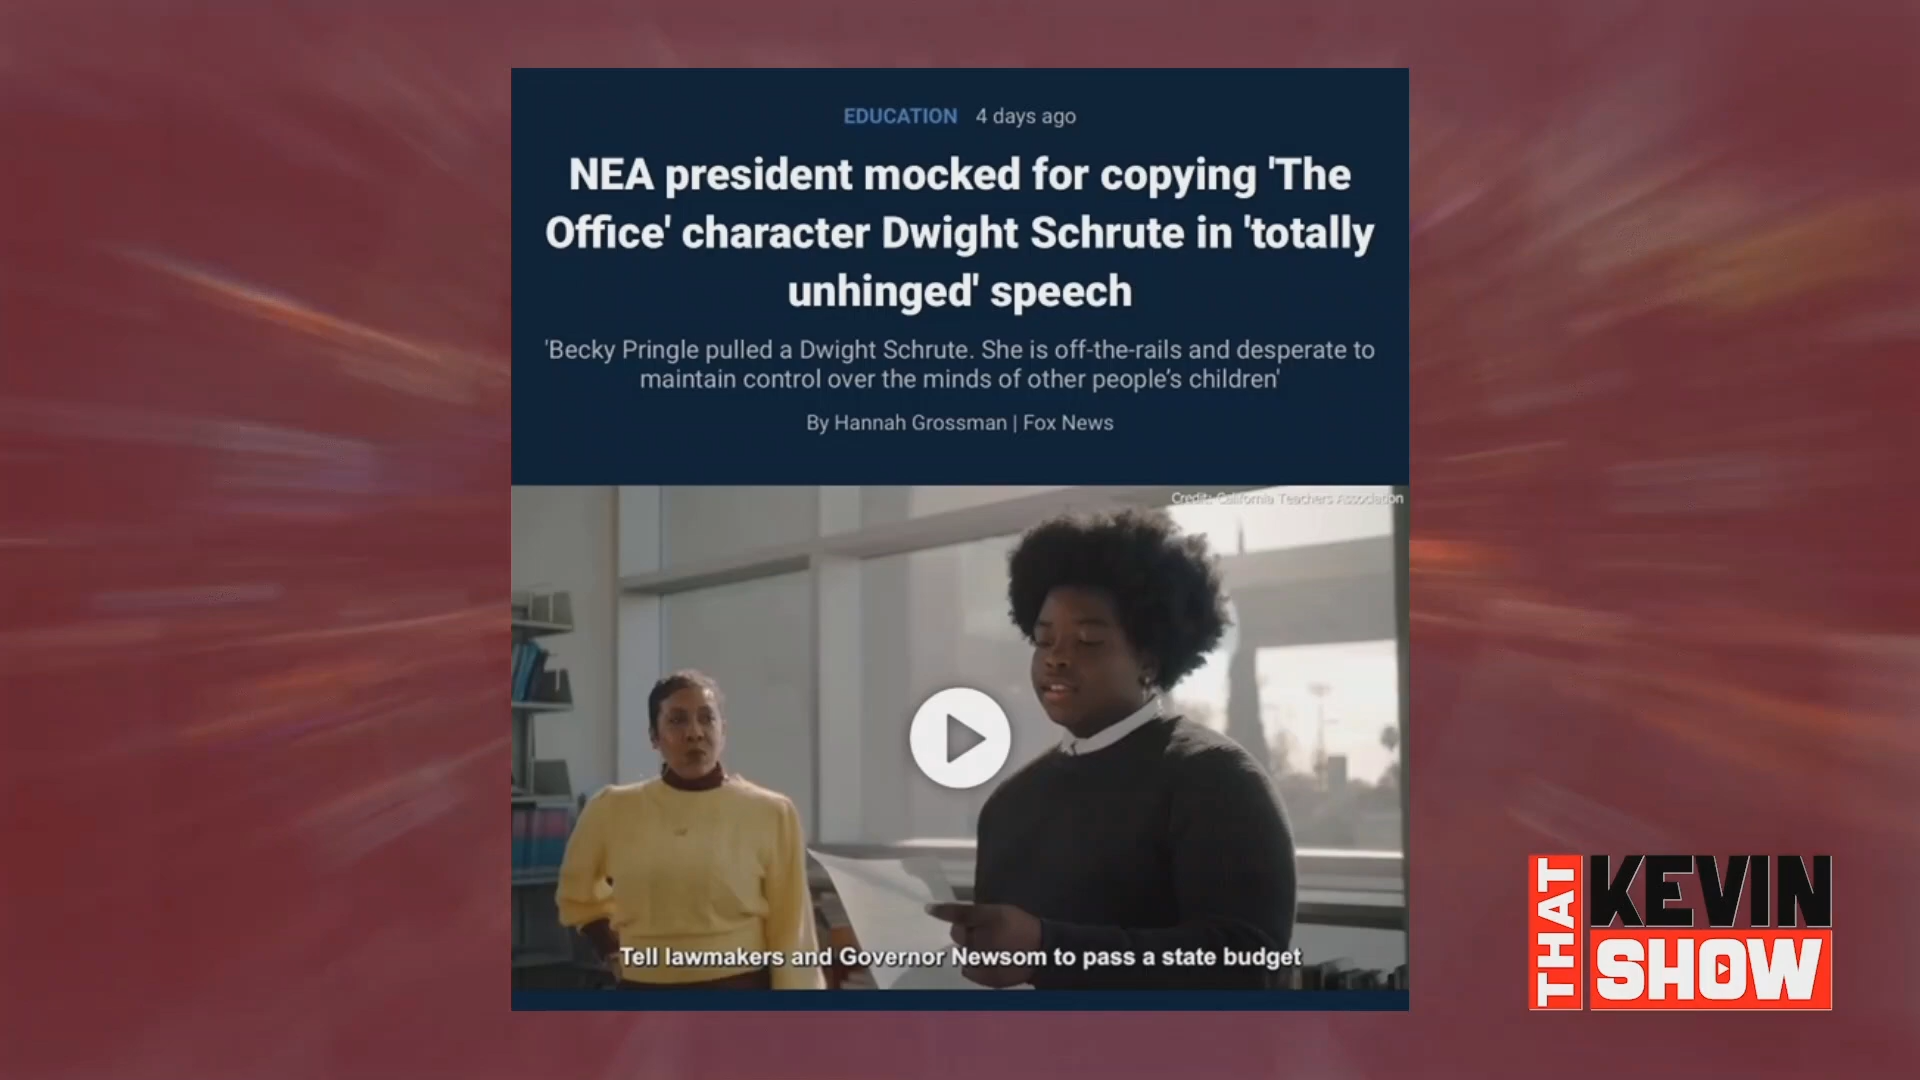 EDUCATION 4 days ago
NEA president mocked for copying 'The
Office' character Dwight Schrute in 'totally
unhinged' speech
'Becky Pringle pulled a Dwight Schrute. She is off-the-rails and desperate to
maintain control over the minds of other people's children'
By Hannah Grossman | Fox News
Credit: California Teachers Association
Tell lawmakers and Governor Newsom to pass a state budget
THAT
KEVIN
SHOW